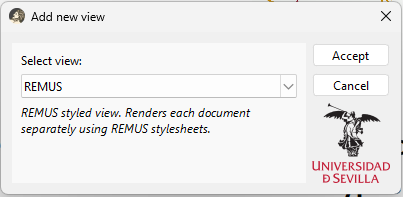 Add new view
Select view:
Accept
REMUS
Cancel
REMUS styled view. Renders each document
separately using REMUS stylesheets.
UNIVERSIDAD
Ð SEVILLA